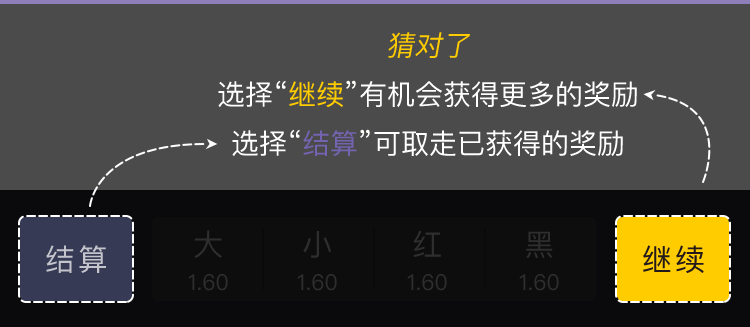 猜对了
选择“继续”有机会获得更多的奖励
选择“结算”可取走已获得的奖励
结算
大
小
红
黑
继续
1.60
1.60
1.60
1.60